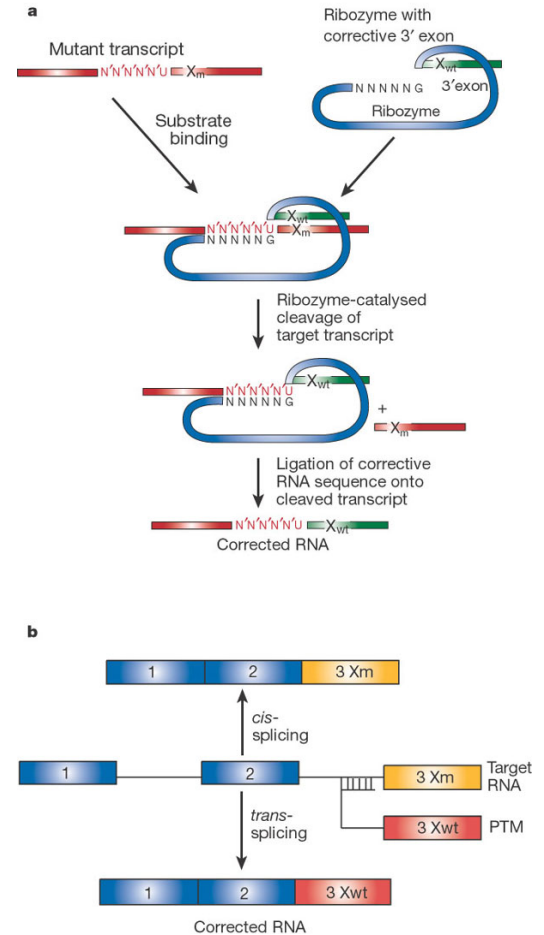 a
Ribozyme with
corrective 3′ exon
Mutant transcript
N′N′N′N′N′U
Xm
Xwt
NNNNNG
3′exon
Ribozyme
Substrate
binding
Xwt
N′N′N′N′N′U
Xm
NNNNNG
Ribozyme-catalysed
cleavage of
target transcript
Xwt
N′N′N′N′N′U
NNNNNG
+
Xm
Ligation of corrective
RNA sequence onto
cleaved transcript
N′N′N′N′N′U
Xwt
Corrected RNA
b
1 2 3 Xm
cis-
splicing
1 2 3 Xm
Target
RNA
trans-
splicing
3 Xwt PTM
1 2 3 Xwt
Corrected RNA